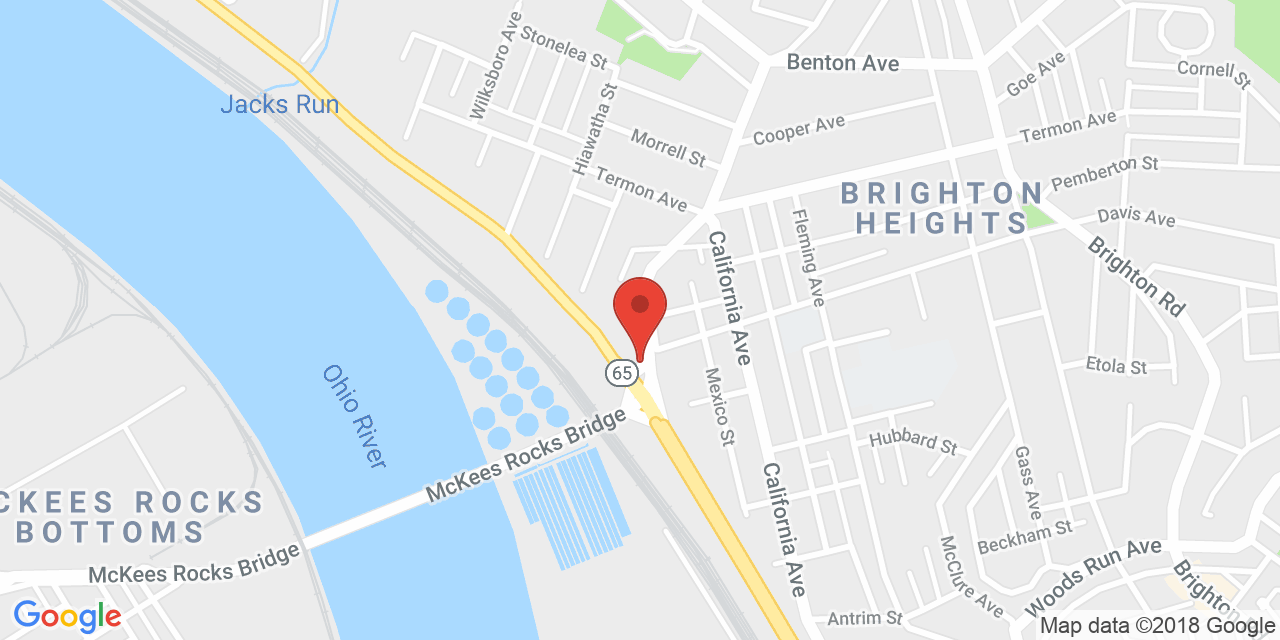 Wilksboro Ave
Stonelea St
Benton Ave
Goe Ave
Cornell St
Jacks Run
Hiawatha St
Morrell St
Cooper Ave
Termon Ave
Termon Ave
Pemberton St
BRIGHTON
HEIGHTS
Davis Ave
Fleming Ave
California Ave
Brighton Rd
65
Ohio River
Mexico St
Etola St
McKees Rocks Bridge
Hubbard St
Gass Ave
California Ave
CKEES ROCKS
BOTTOMS
McKees Rocks Bridge
Beckham St
Woods Run Ave
McClure Ave
Brighton
Antrim St
Google
Map data ©2018 Google